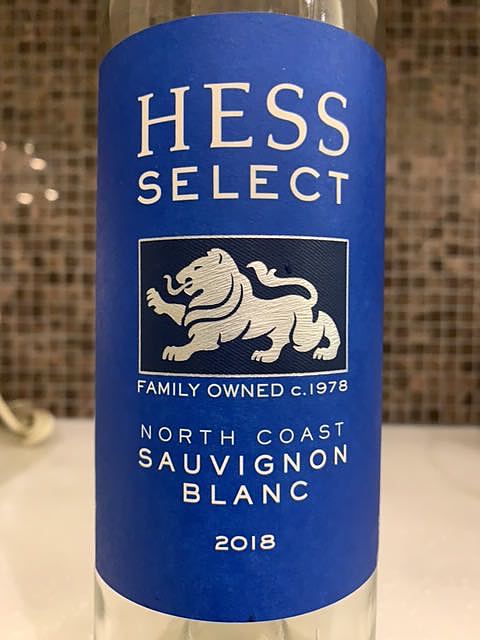 HESS
SELECT
FAMILY OWNED c.1978
NORTH COAST
SAUVIGNON
BLANC
2018